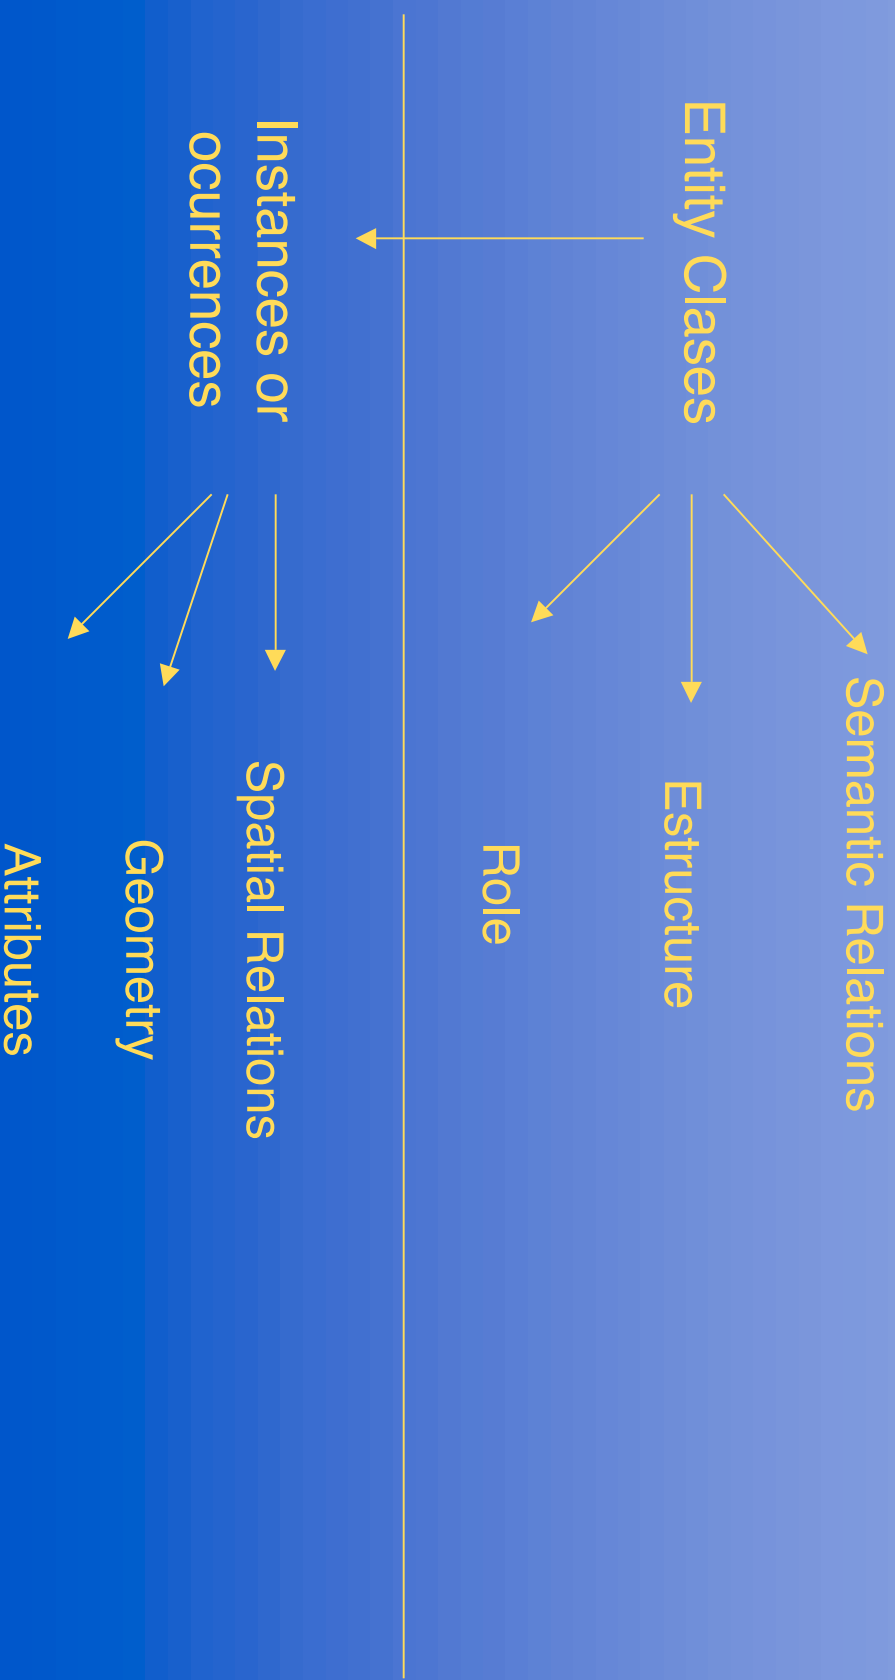 Semantic Relations
Entity Clases
Estructure
Role
Instances or
ocurrences
Spatial Relations
Geometry
Attributes